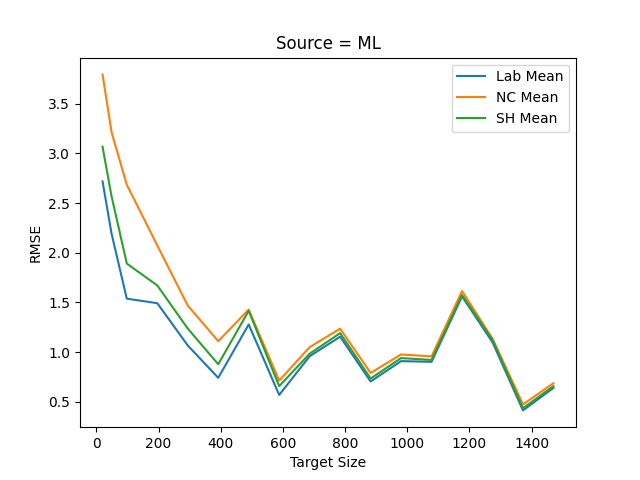 Source = ML
Lab Mean
NC Mean
SH Mean
RMSE
3.5
3.0
2.5
2.0
1.5
1.0
0.5
0 200 400 600 800 1000 1200 1400
Target Size